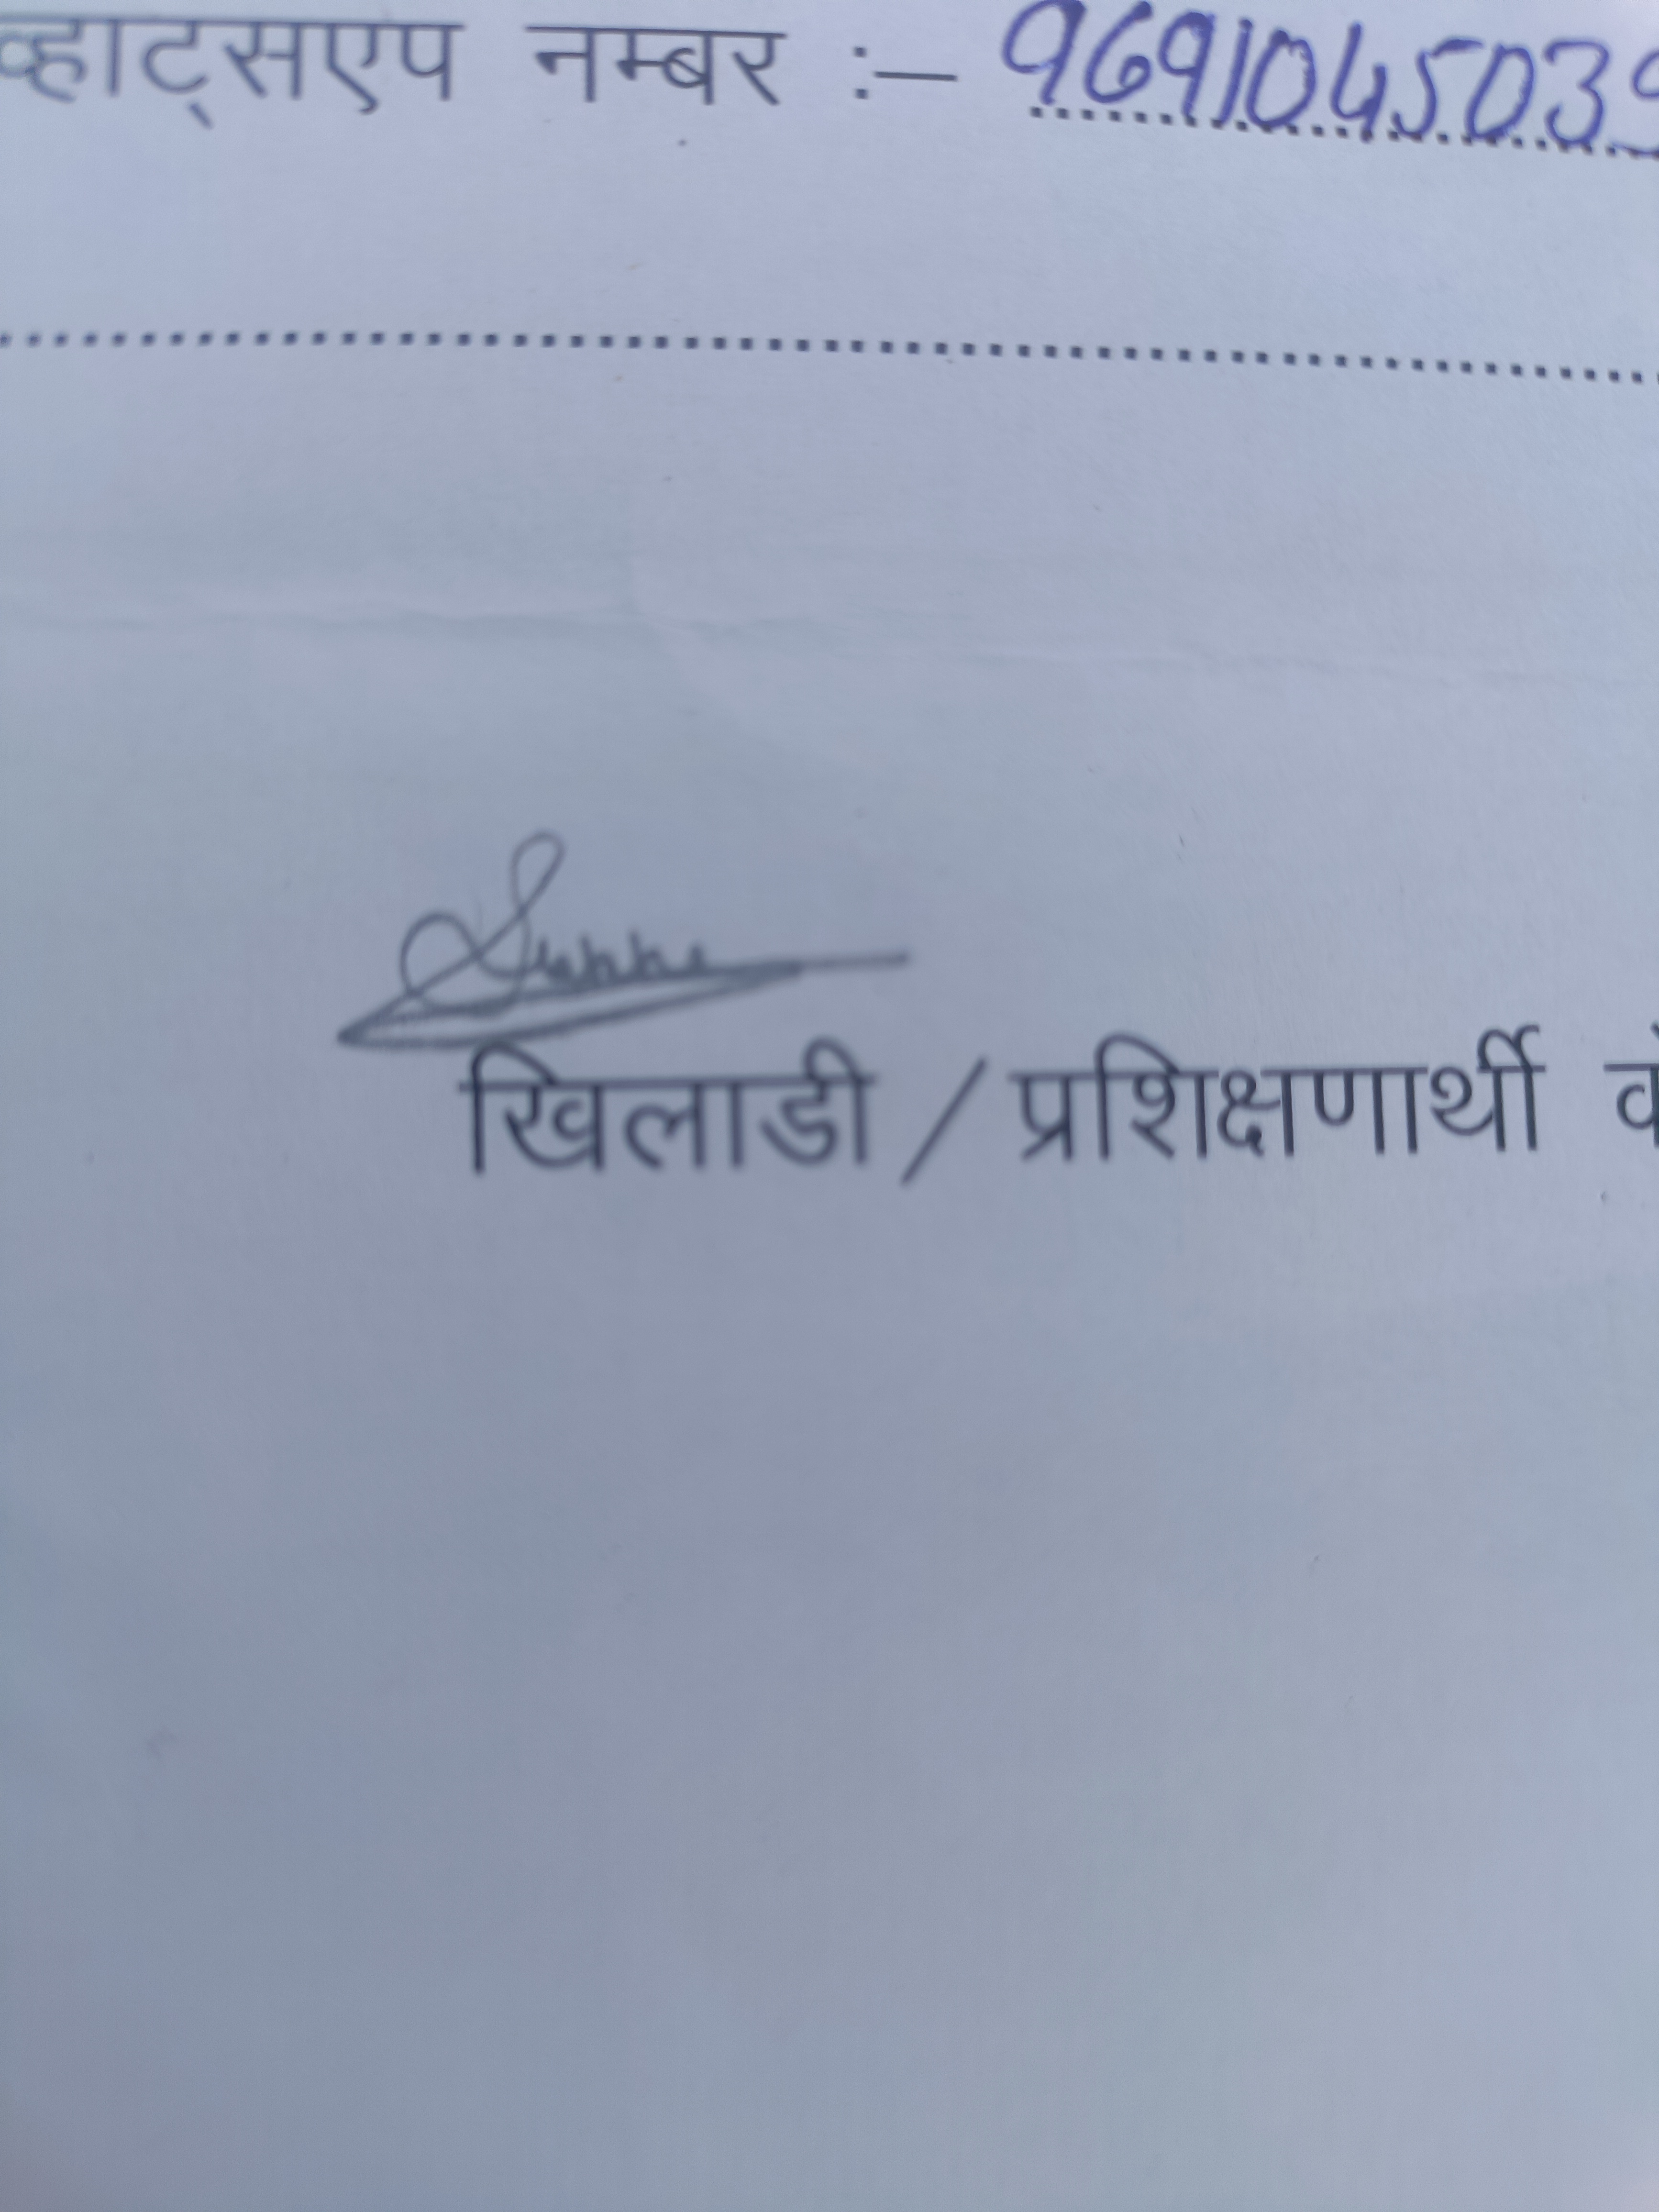 व्हाट्सएप नम्बर :– 969104503
खिलाडी / प्रशिक्षणार्थी